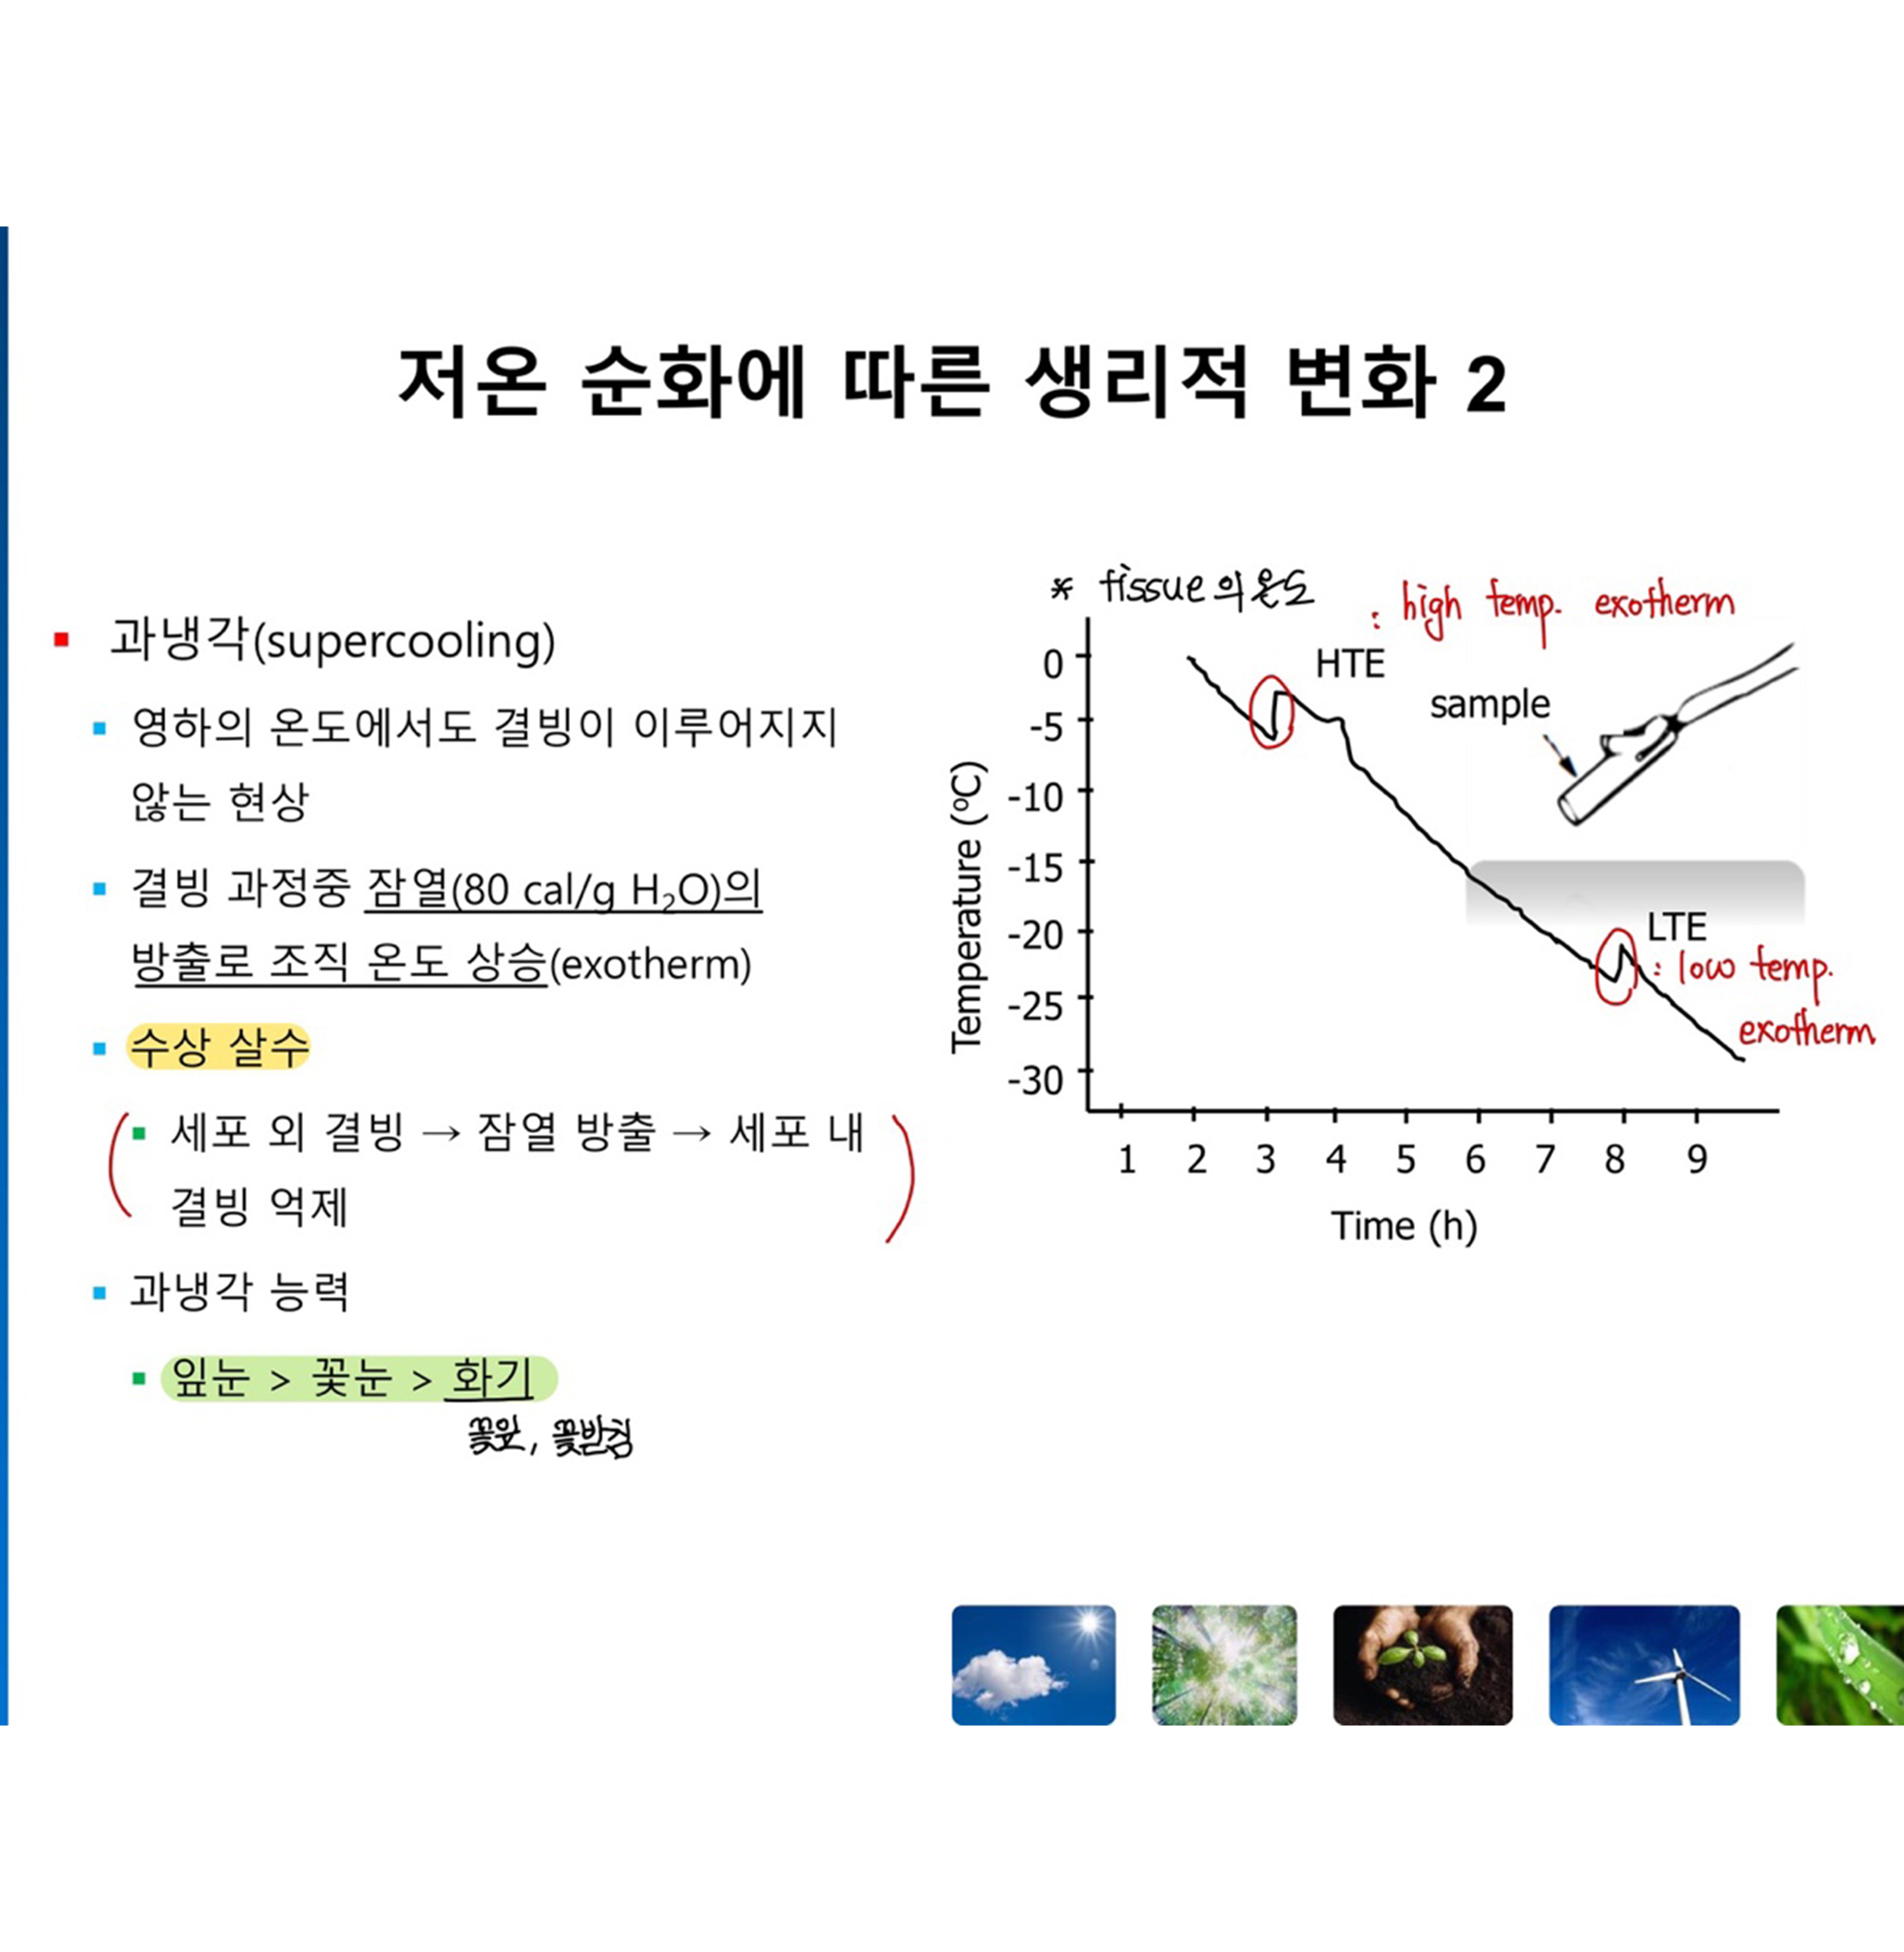 저온 순화에 따른 생리적 변화 2
과냉각(supercooling)
영하의 온도에서도 결빙이 이루어지지
않는 현상
결빙 과정중 잠열(80 cal/g H₂O)의
방출로 조직 온도 상승(exotherm)
수상 살수
세포 외 결빙 → 잠열 방출 → 세포 내
결빙 억제
과냉각 능력
잎눈 > 꽃눈 > 화기
꽃잎, 꽃받침
* tissue의 온도
: high temp. exotherm
HTE
sample
LTE
: low temp.
exotherm
Temperature (°C)
0
-5
-10
-15
-20
-25
-30
1 2 3 4 5 6 7 8 9
Time (h)